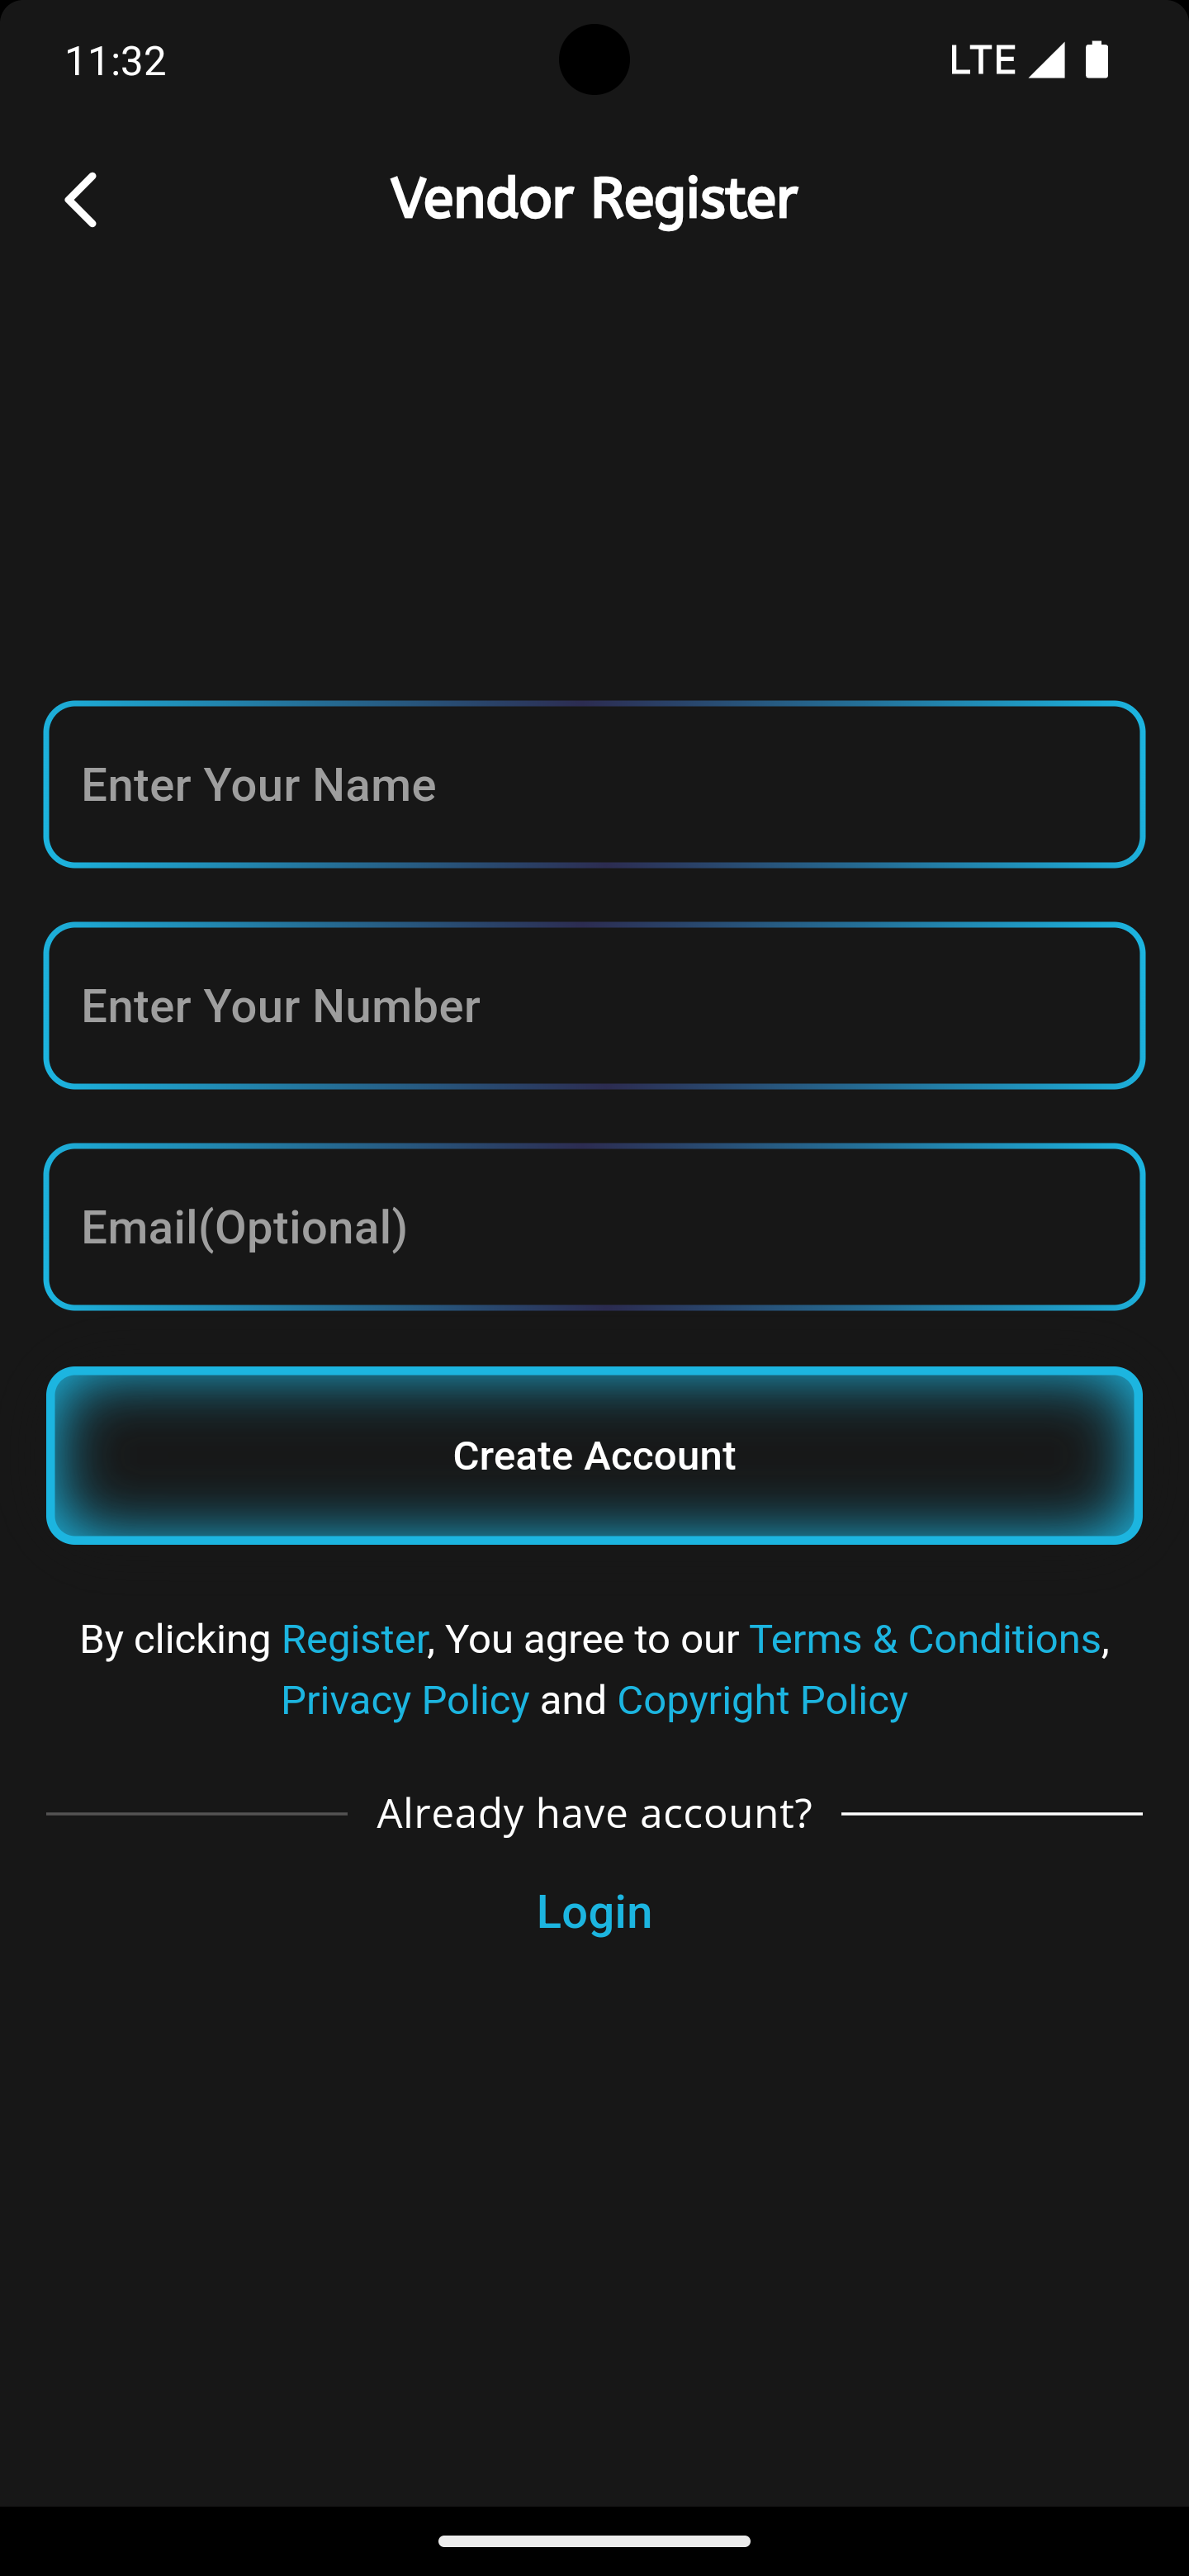 11:32
LTE
Vendor Register
Enter Your Name
Enter Your Number
Email(Optional)
Create Account
By clicking Register, You agree to our Terms & Conditions,
Privacy Policy and Copyright Policy
Already have account?
Login